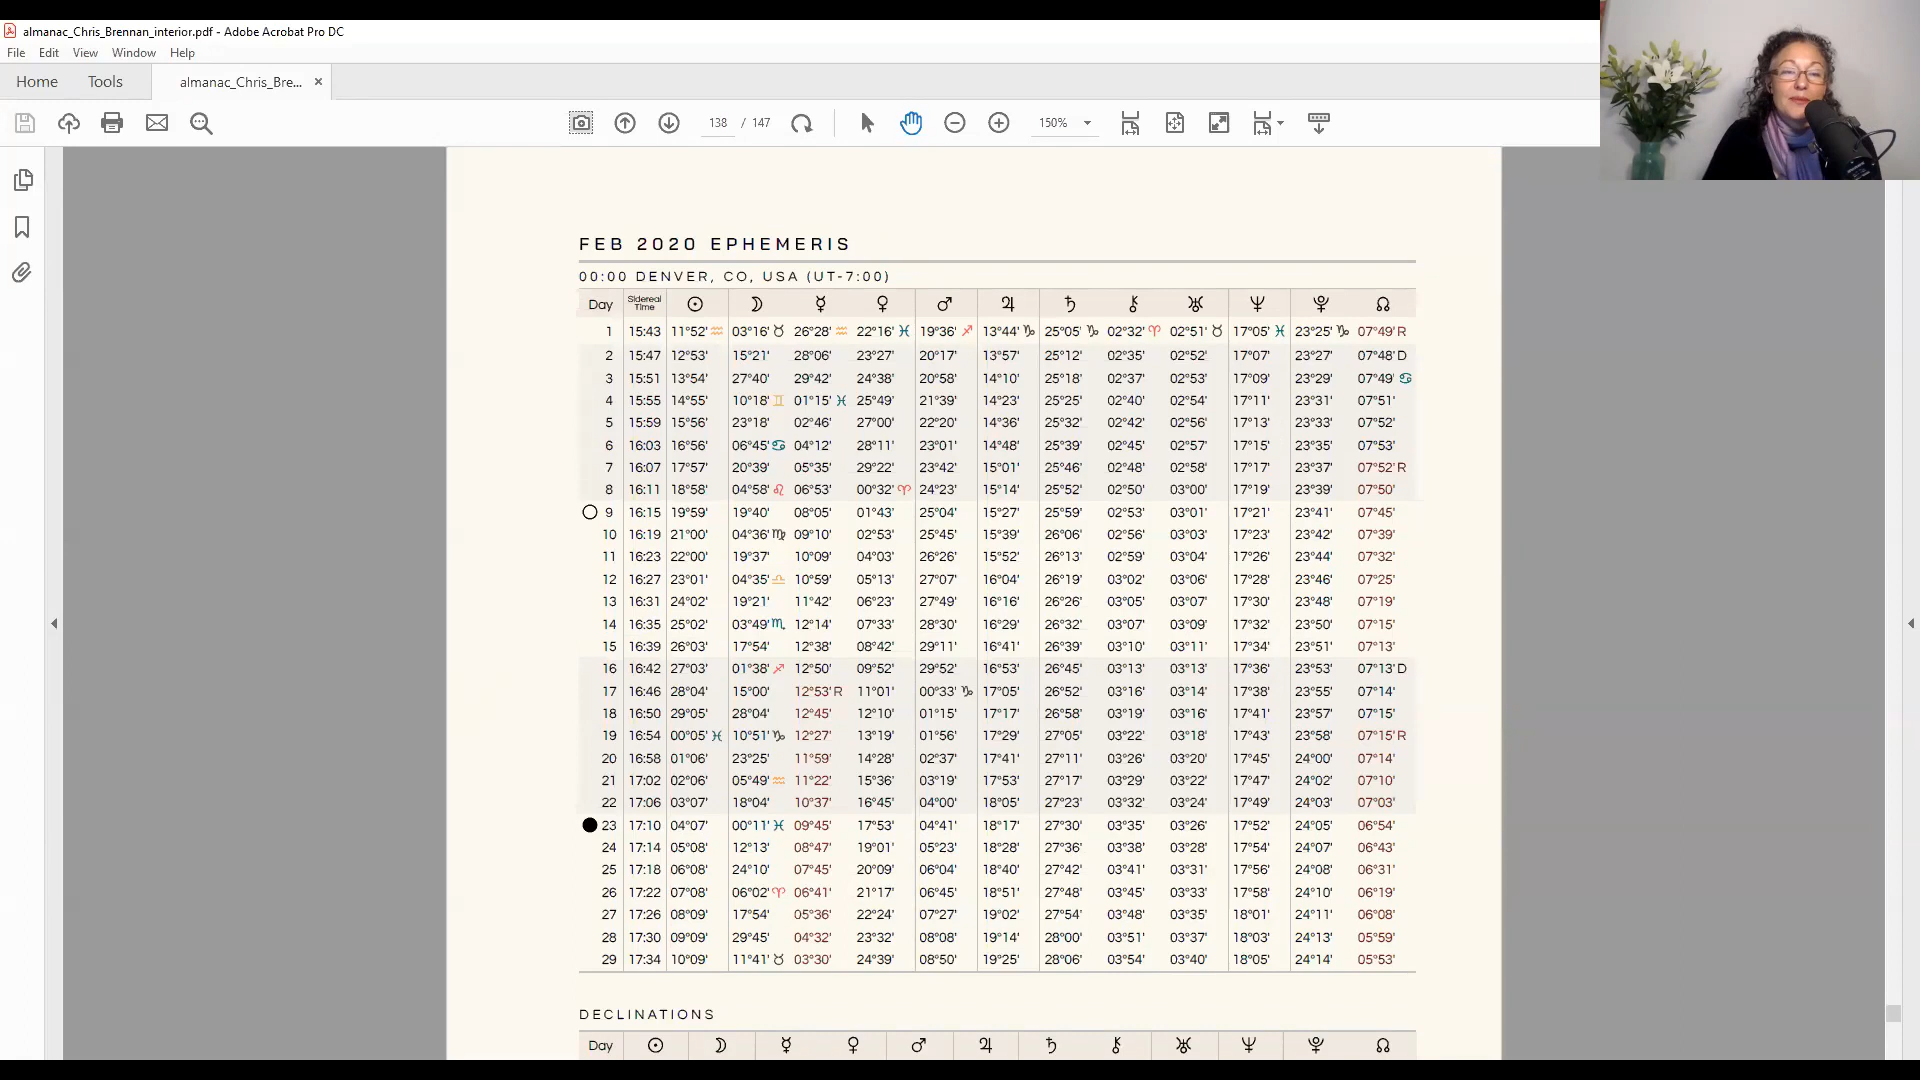 almanac_Chris_Brennan_interior.pdf - Adobe Acrobat Pro DC
File Edit View Window Help
Home Tools almanac_Chris_Bre... ×
138 / 147 150%
FEB 2020 EPHEMERIS
00:00 DENVER, CO, USA (UT-7:00)
Day Sidereal Time ☉ ☽ ☿ ♀ ♂ ♃ ♄ ⚷ ♅ ♆ ♇ ☊
1 15:43 11°52' ♒ 03°16' ♉ 26°28' ♒ 22°16' ♓ 19°36' ♐ 13°44' ♑ 25°05' ♑ 02°32' ♈ 02°51' ♉ 17°05' ♓ 23°25' ♑ 07°49' R
2 15:47 12°53' 15°21' 28°06' 23°27' 20°17' 13°57' 25°12' 02°35' 02°52' 17°07' 23°27' 07°48' D
3 15:51 13°54' 27°40' 29°42' 24°38' 20°58' 14°10' 25°18' 02°37' 02°53' 17°09' 23°29' 07°49' ♋
4 15:55 14°55' 10°18' ♊ 01°15' ♓ 25°49' 21°39' 14°23' 25°25' 02°40' 02°54' 17°11' 23°31' 07°51'
5 15:59 15°56' 23°18' 02°46' 27°00' 22°20' 14°36' 25°32' 02°42' 02°56' 17°13' 23°33' 07°52'
6 16:03 16°56' 06°45' ♋ 04°12' 28°11' 23°01' 14°48' 25°39' 02°45' 02°57' 17°15' 23°35' 07°53'
7 16:07 17°57' 20°39' 05°35' 29°22' 23°42' 15°01' 25°46' 02°48' 02°58' 17°17' 23°37' 07°52' R
8 16:11 18°58' 04°58' ♌ 06°53' 00°32' ♈ 24°23' 15°14' 25°52' 02°50' 03°00' 17°19' 23°39' 07°50'
9 16:15 19°59' 19°40' 08°05' 01°43' 25°04' 15°27' 25°59' 02°53' 03°01' 17°21' 23°41' 07°45'
10 16:19 21°00' 04°36' ♍ 09°10' 02°53' 25°45' 15°39' 26°06' 02°56' 03°03' 17°23' 23°42' 07°39'
11 16:23 22°00' 19°37' 10°09' 04°03' 26°26' 15°52' 26°13' 02°59' 03°04' 17°26' 23°44' 07°32'
12 16:27 23°01' 04°35' ♎ 10°59' 05°13' 27°07' 16°04' 26°19' 03°02' 03°06' 17°28' 23°46' 07°25'
13 16:31 24°02' 19°21' 11°42' 06°23' 27°49' 16°16' 26°26' 03°05' 03°07' 17°30' 23°48' 07°19'
14 16:35 25°02' 03°49' ♏ 12°14' 07°33' 28°30' 16°29' 26°32' 03°07' 03°09' 17°32' 23°50' 07°15'
15 16:39 26°03' 17°54' 12°38' 08°42' 29°11' 16°41' 26°39' 03°10' 03°11' 17°34' 23°51' 07°13'
16 16:42 27°03' 01°38' ♐ 12°50' 09°52' 29°52' 16°53' 26°45' 03°13' 03°13' 17°36' 23°53' 07°13' D
17 16:46 28°04' 15°00' 12°53' R 11°01' 00°33' ♑ 17°05' 26°52' 03°16' 03°14' 17°38' 23°55' 07°14'
18 16:50 29°05' 28°04' 12°45' 12°10' 01°15' 17°17' 26°58' 03°19' 03°16' 17°41' 23°57' 07°15'
19 16:54 00°05' ♓ 10°51' ♑ 12°27' 13°19' 01°56' 17°29' 27°05' 03°22' 03°18' 17°43' 23°58' 07°15' R
20 16:58 01°06' 23°25' 11°59' 14°28' 02°37' 17°41' 27°11' 03°26' 03°20' 17°45' 24°00' 07°14'
21 17:02 02°06' 05°49' ♒ 11°22' 15°36' 03°19' 17°53' 27°17' 03°29' 03°22' 17°47' 24°02' 07°10'
22 17:06 03°07' 18°04' 10°37' 16°45' 04°00' 18°05' 27°23' 03°32' 03°24' 17°49' 24°03' 07°03'
23 17:10 04°07' 00°11' ♓ 09°45' 17°53' 04°41' 18°17' 27°30' 03°35' 03°26' 17°52' 24°05' 06°54'
24 17:14 05°08' 12°13' 08°47' 19°01' 05°23' 18°28' 27°36' 03°38' 03°28' 17°54' 24°07' 06°43'
25 17:18 06°08' 24°10' 07°45' 20°09' 06°04' 18°40' 27°42' 03°41' 03°31' 17°56' 24°08' 06°31'
26 17:22 07°08' 06°02' ♈ 06°41' 21°17' 06°45' 18°51' 27°48' 03°45' 03°33' 17°58' 24°10' 06°19'
27 17:26 08°09' 17°54' 05°36' 22°24' 07°27' 19°02' 27°54' 03°48' 03°35' 18°01' 24°11' 06°08'
28 17:30 09°09' 29°45' 04°32' 23°32' 08°08' 19°14' 28°00' 03°51' 03°37' 18°03' 24°13' 05°59'
29 17:34 10°09' 11°41' ♉ 03°30' 24°39' 08°50' 19°25' 28°06' 03°54' 03°40' 18°05' 24°14' 05°53'
DECLINATIONS
Day ☉ ☽ ☿ ♀ ♂ ♃ ♄ ⚷ ♅ ♆ ♇ ☊